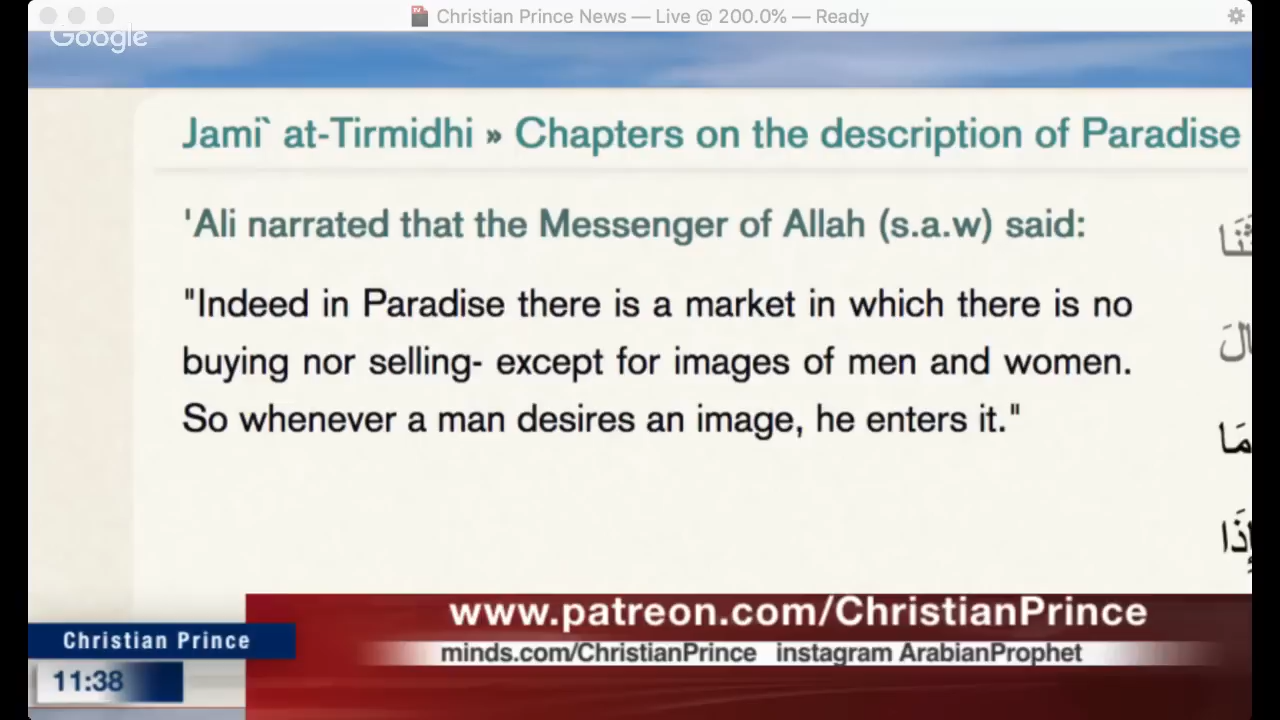 Christian Prince News — Live @ 200.0% — Ready
Google
Jami` at-Tirmidhi » Chapters on the description of Paradise
'Ali narrated that the Messenger of Allah (s.a.w) said:
"Indeed in Paradise there is a market in which there is no
buying nor selling- except for images of men and women.
So whenever a man desires an image, he enters it."
www.patreon.com/ChristianPrince
Christian Prince
minds.com/ChristianPrince instagram ArabianProphet
11:38